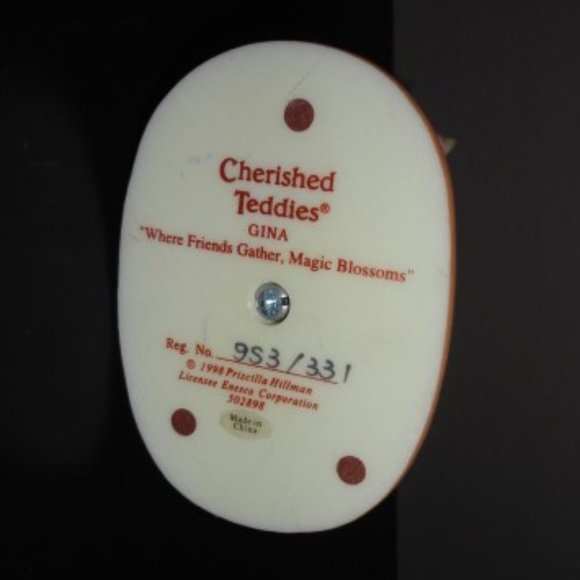 Cherished
Teddies®
GINA
"Where Friends Gather, Magic Blossoms"
Reg. No. 9S3/331
© 1998 Priscilla Hillman
Licensee Enesco Corporation
302898
Made in
China